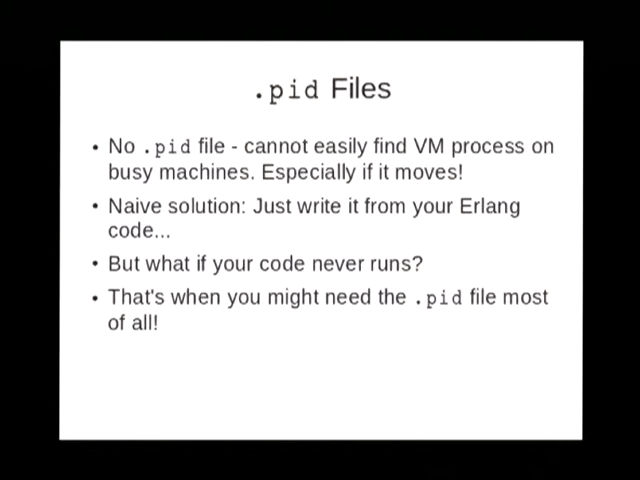 .pid Files
• No .pid file - cannot easily find VM process on
busy machines. Especially if it moves!
• Naive solution: Just write it from your Erlang
code...
• But what if your code never runs?
• That's when you might need the .pid file most
of all!